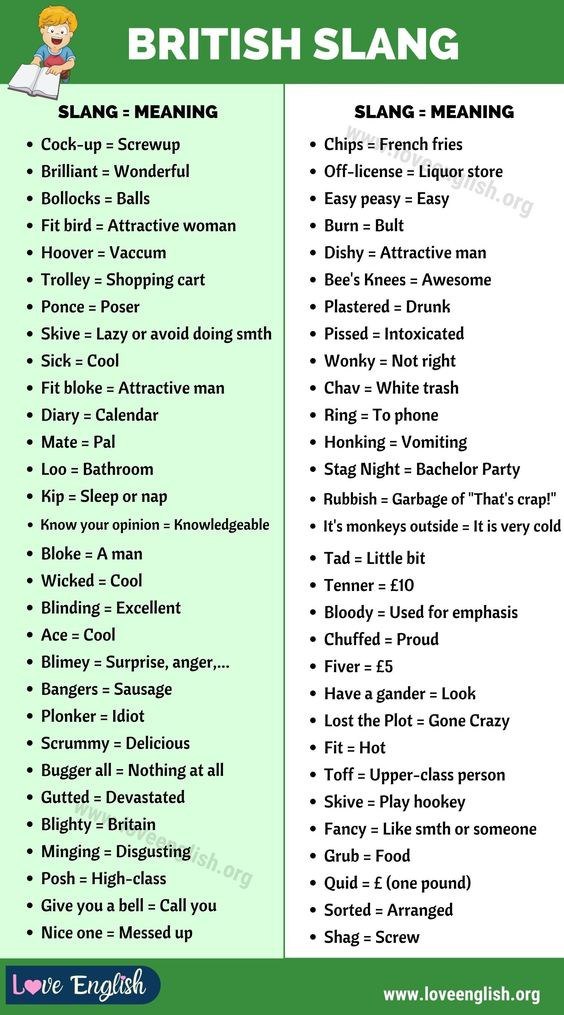 BRITISH SLANG
SLANG = MEANING
• Cock-up = Screwup
• Brilliant = Wonderful
• Bollocks = Balls
• Fit bird = Attractive woman
• Hoover = Vaccum
• Trolley = Shopping cart
• Ponce = Poser
• Skive = Lazy or avoid doing smth
• Sick = Cool
• Fit bloke = Attractive man
• Diary = Calendar
• Mate = Pal
• Loo = Bathroom
• Kip = Sleep or nap
• Know your opinion = Knowledgeable
• Bloke = A man
• Wicked = Cool
• Blinding = Excellent
• Ace = Cool
• Blimey = Surprise, anger,...
• Bangers = Sausage
• Plonker = Idiot
• Scrummy = Delicious
• Bugger all = Nothing at all
• Gutted = Devastated
• Blighty = Britain
• Minging = Disgusting
• Posh = High-class
• Give you a bell = Call you
• Nice one = Messed up
www.loveenglish.org
SLANG = MEANING
• Chips = French fries
• Off-license = Liquor store
• Easy peasy = Easy
• Burn = Bult
• Dishy = Attractive man
• Bee's Knees = Awesome
• Plastered = Drunk
• Pissed = Intoxicated
• Wonky = Not right
• Chav = White trash
• Ring = To phone
• Honking = Vomiting
• Stag Night = Bachelor Party
• Rubbish = Garbage of "That's crap!"
• It's monkeys outside = It is very cold
• Tad = Little bit
• Tenner = £10
• Bloody = Used for emphasis
• Chuffed = Proud
• Fiver = £5
• Have a gander = Look
• Lost the Plot = Gone Crazy
• Fit = Hot
• Toff = Upper-class person
• Skive = Play hookey
• Fancy = Like smth or someone
• Grub = Food
• Quid = £ (one pound)
• Sorted = Arranged
• Shag = Screw
www.loveenglish.org
Love English
www.loveenglish.org